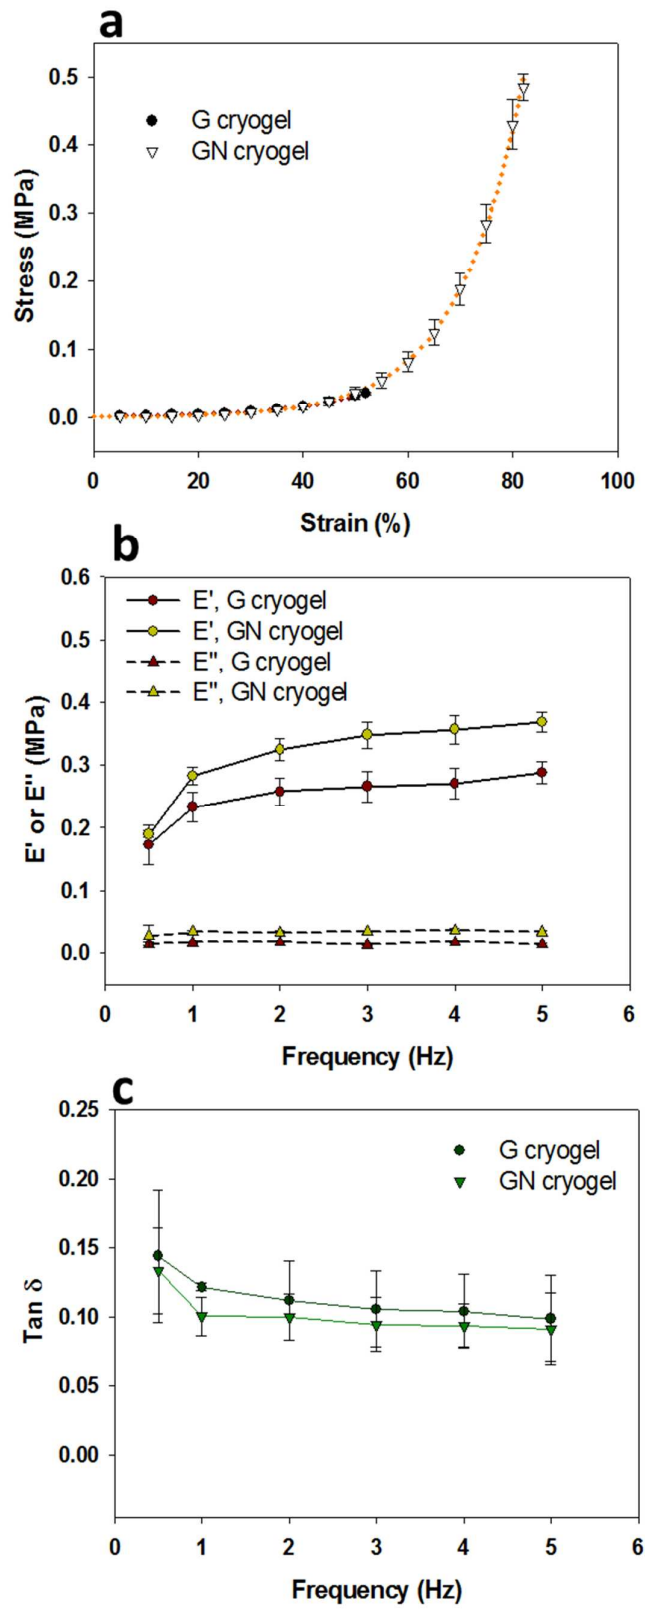 a
0.5
0.4
0.3
0.2
0.1
0.0
Stress (MPa)
G cryogel
GN cryogel
0 20 40 60 80 100
Strain (%)
b
0.6
0.5
0.4
0.3
0.2
0.1
0.0
E' or E" (MPa)
E', G cryogel
E', GN cryogel
E", G cryogel
E", GN cryogel
0 1 2 3 4 5 6
Frequency (Hz)
c
0.25
0.20
0.15
0.10
0.05
0.00
Tan δ
G cryogel
GN cryogel
0 1 2 3 4 5 6
Frequency (Hz)